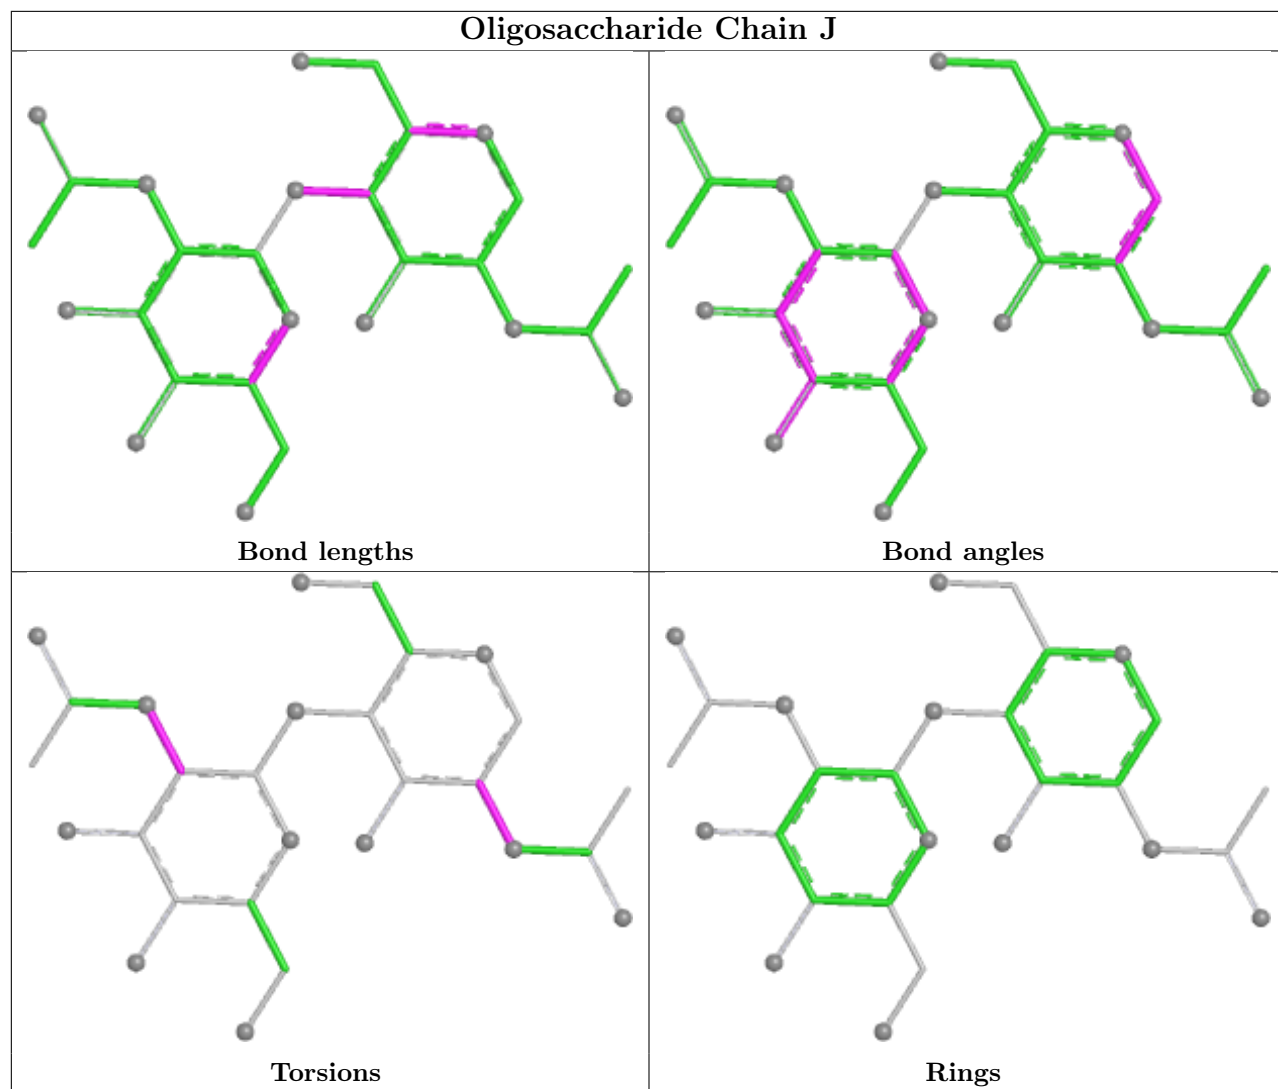 Oligosaccharide Chain J
Bond lengths
Bond angles
Torsions
Rings